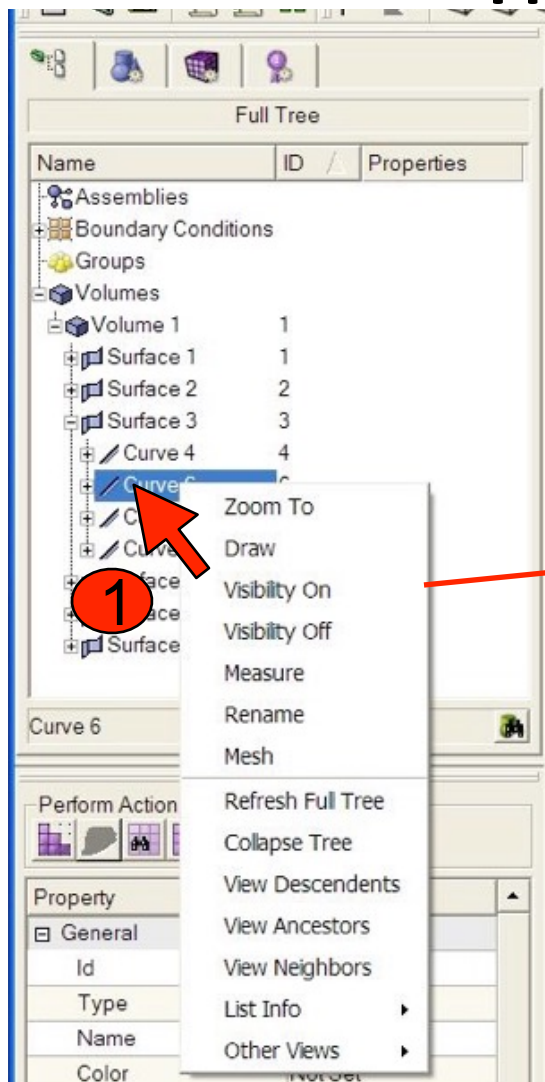 Full Tree
Name ID Properties
Assemblies
Boundary Conditions
Groups
Volumes
Volume 1 1
Surface 1 1
Surface 2 2
Surface 3 3
Curve 4 4
Curve 6
Curve
Surface
Zoom To
Draw
Visibility On
Visibility Off
Measure
Rename
Mesh
Refresh Full Tree
Collapse Tree
View Descendents
View Ancestors
View Neighbors
List Info
Other Views
1
Curve 6
Perform Action
Property
General
Id
Type
Name
Color Not Set